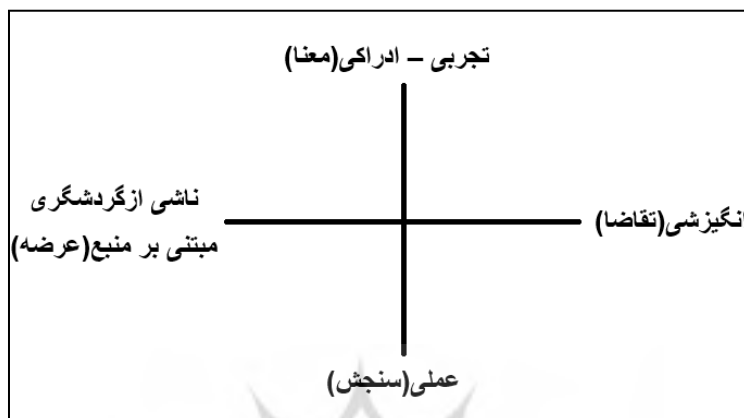 تجربی – ادراکی(معنا)
ناشی ازگردشگری
مبتنی بر منبع(عرضه)
انگیزشی(تقاضا)
عملی(سنجش)